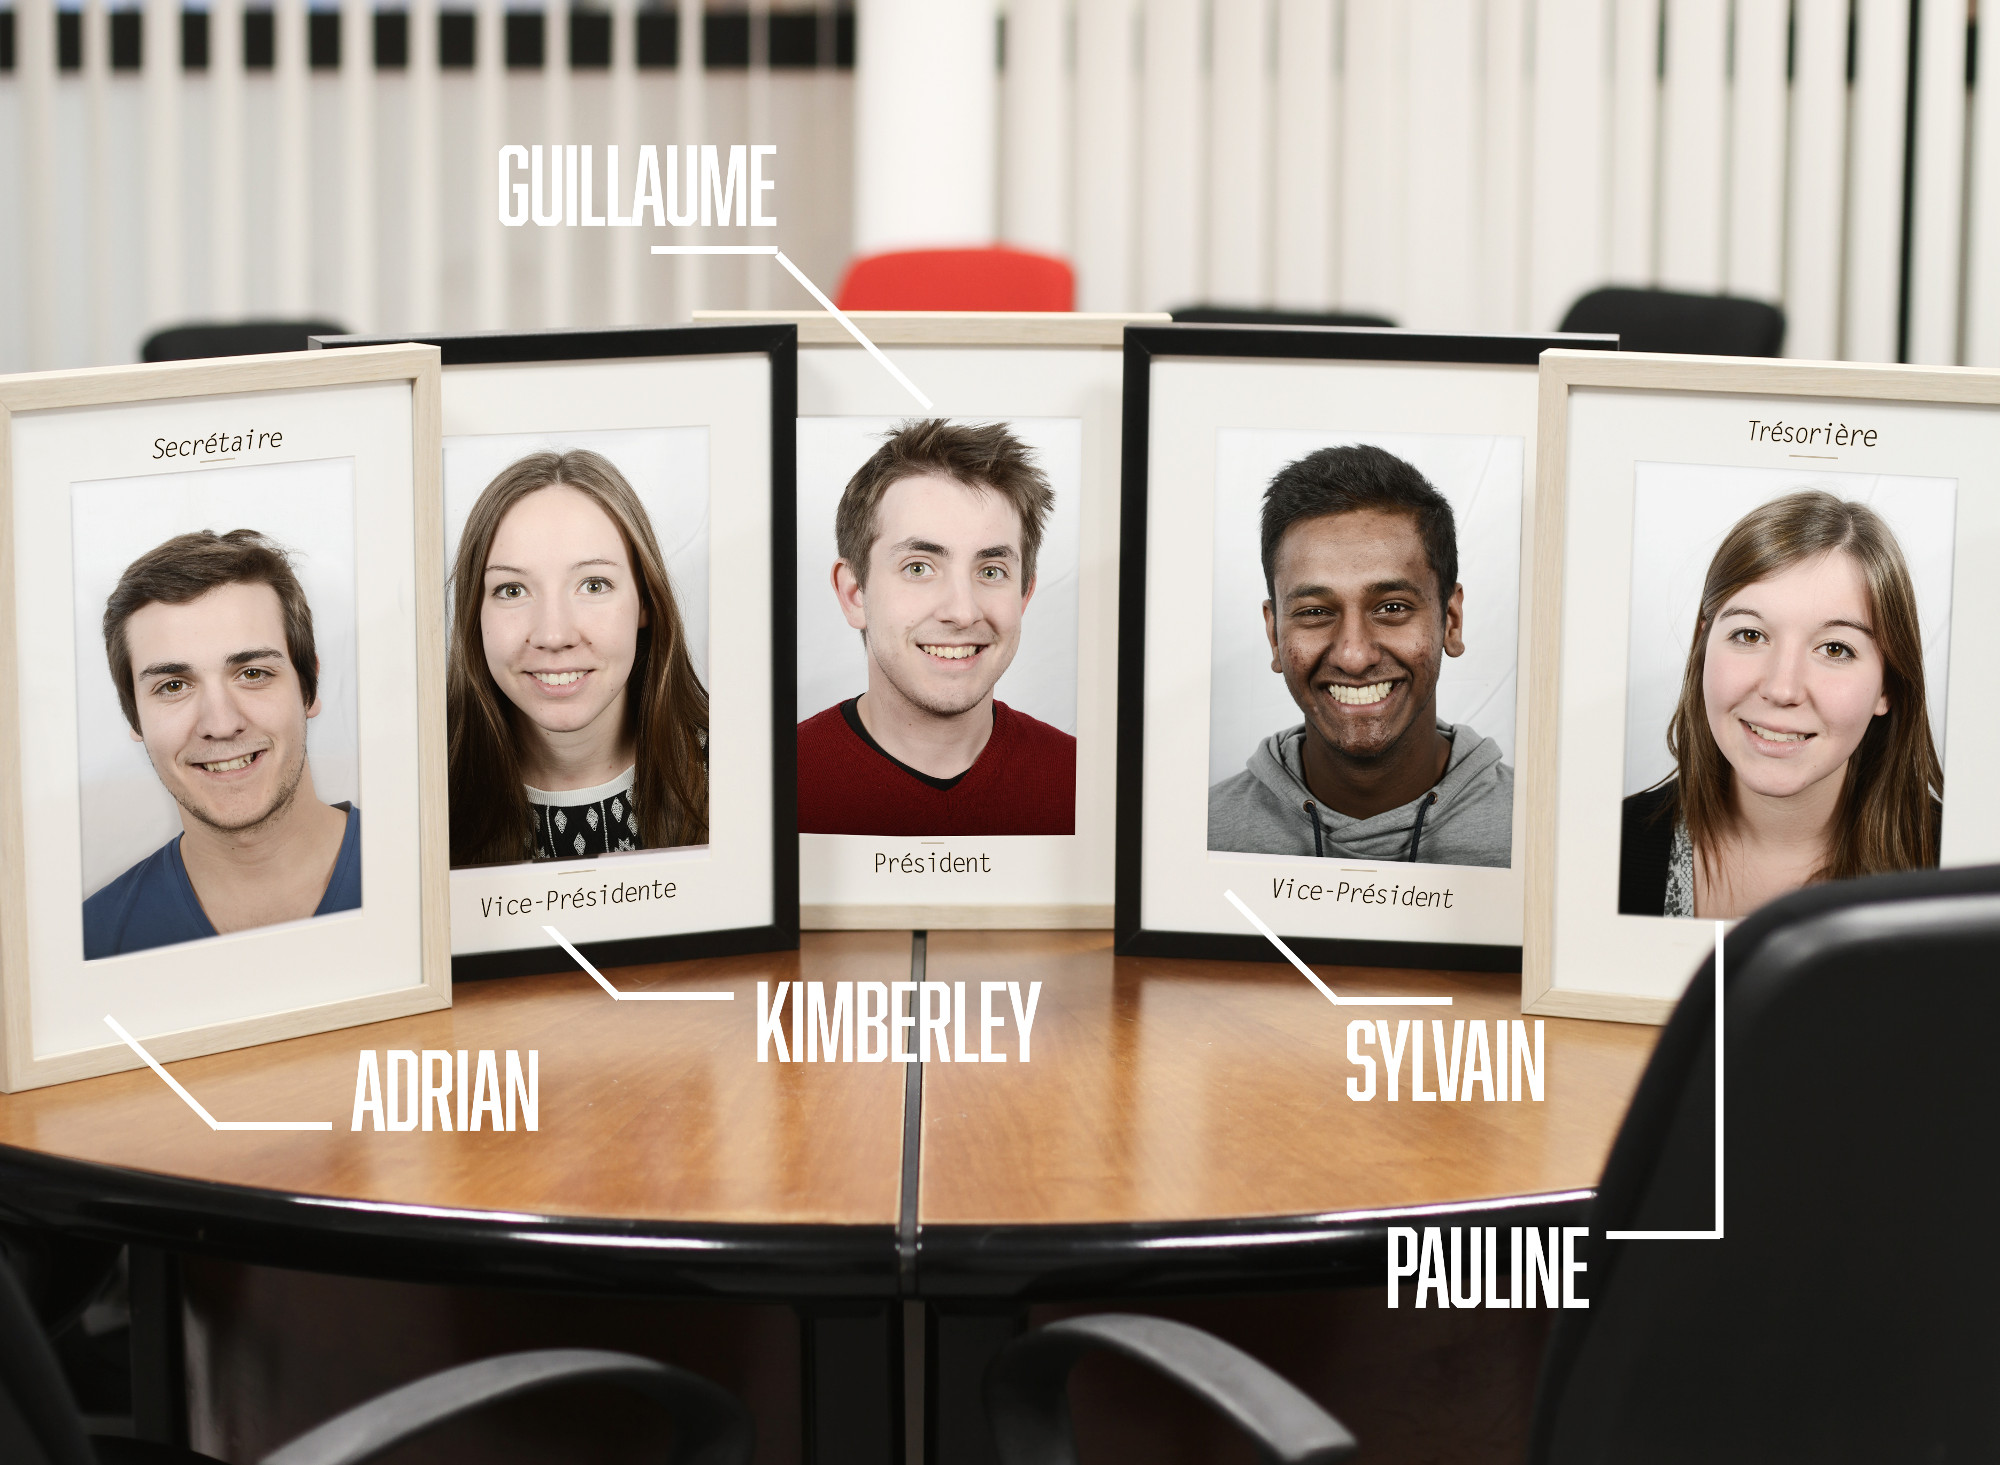 GUILLAUME
Secrétaire
Trésorière
Président
Vice-Présidente
Vice-Président
KIMBERLEY
SYLVAIN
ADRIAN
PAULINE